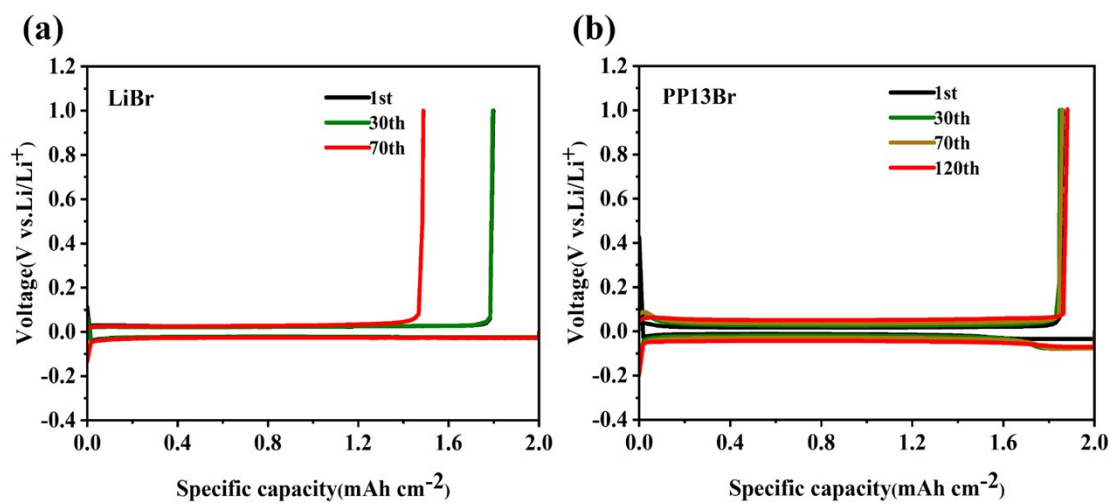 (a)
LiBr
1st
30th
70th
1.2
1.0
0.8
0.6
0.4
0.2
0.0
-0.2
-0.4
Voltage(V vs.Li/Li⁺)
0.0 0.4 0.8 1.2 1.6 2.0
Specific capacity(mAh cm⁻²)
(b)
PP13Br
1st
30th
70th
120th
1.2
1.0
0.8
0.6
0.4
0.2
0.0
-0.2
-0.4
Voltage(V vs.Li/Li⁺)
0.0 0.4 0.8 1.2 1.6 2.0
Specific capacity(mAh cm⁻²)